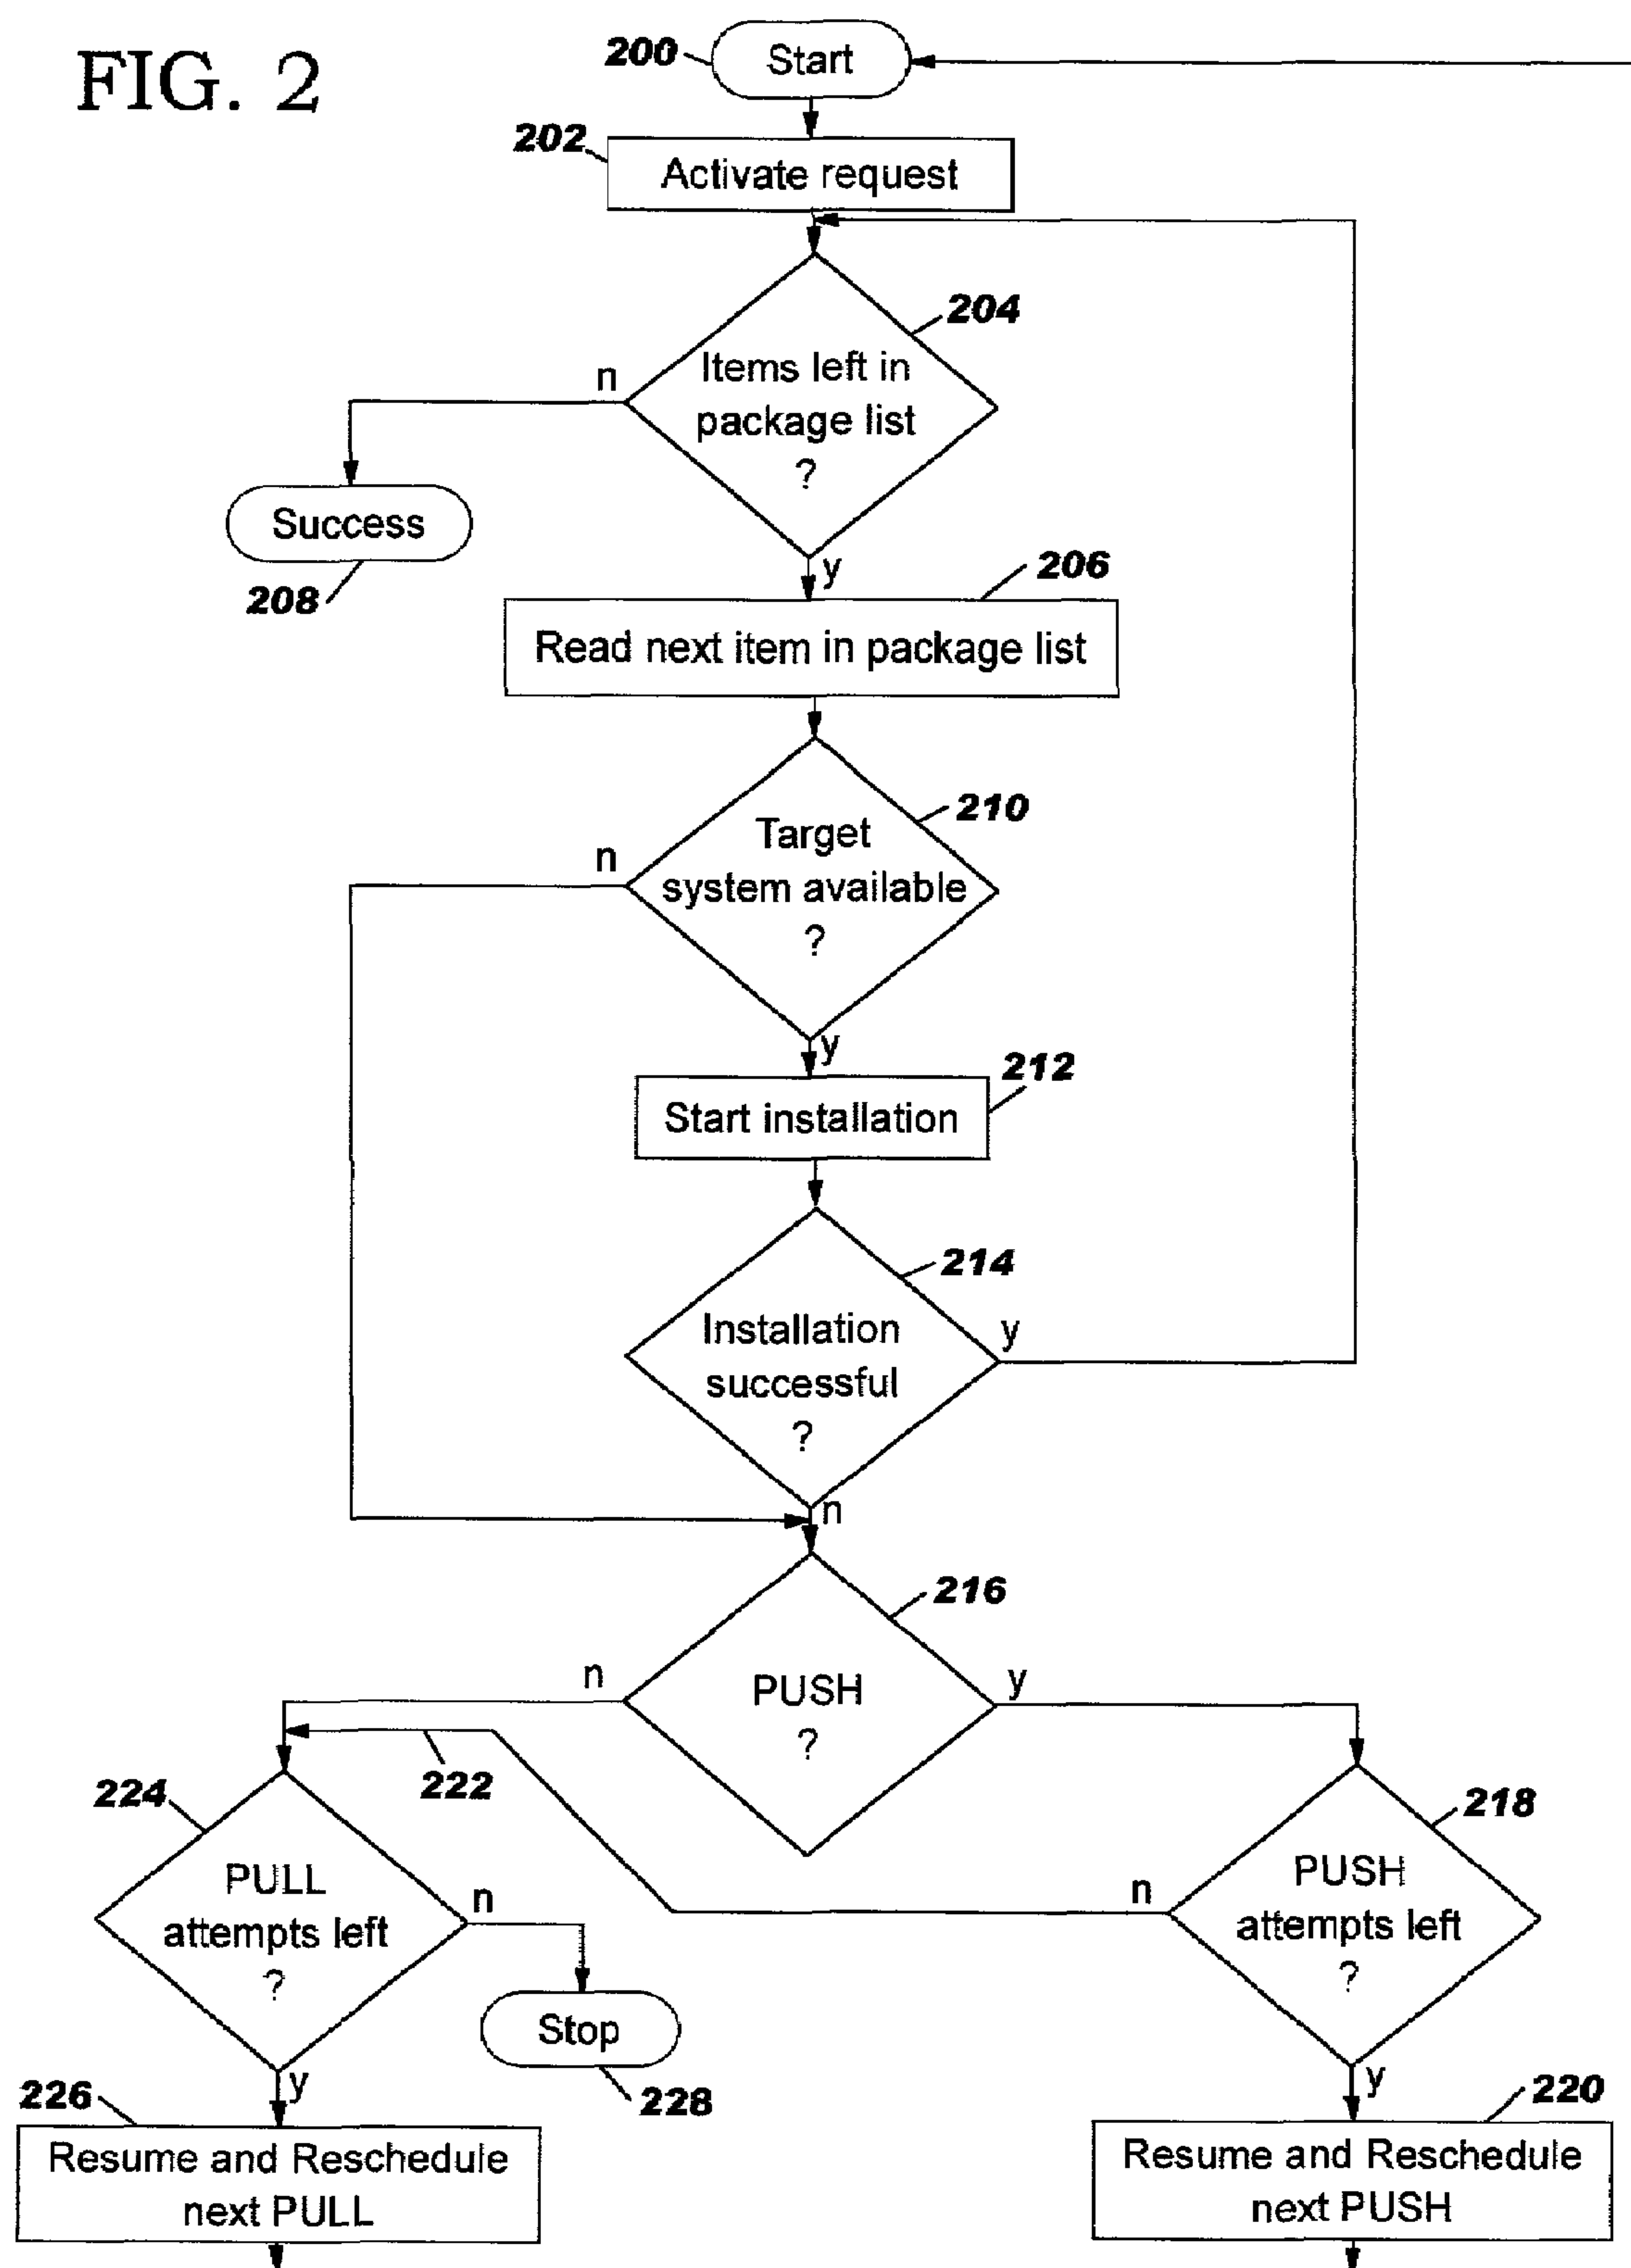 FIG. 2
200
Start
202
Activate request
204
Items left in
package list
?
n
y
Success
208
206
Read next item in package list
210
Target
system available
?
n
y
212
Start installation
214
Installation
successful
?
y
n
216
PUSH
?
n
y
222
224
PULL
attempts left
?
n
y
Stop
228
218
PUSH
attempts left
?
n
y
226
Resume and Reschedule
next PULL
220
Resume and Reschedule
next PUSH